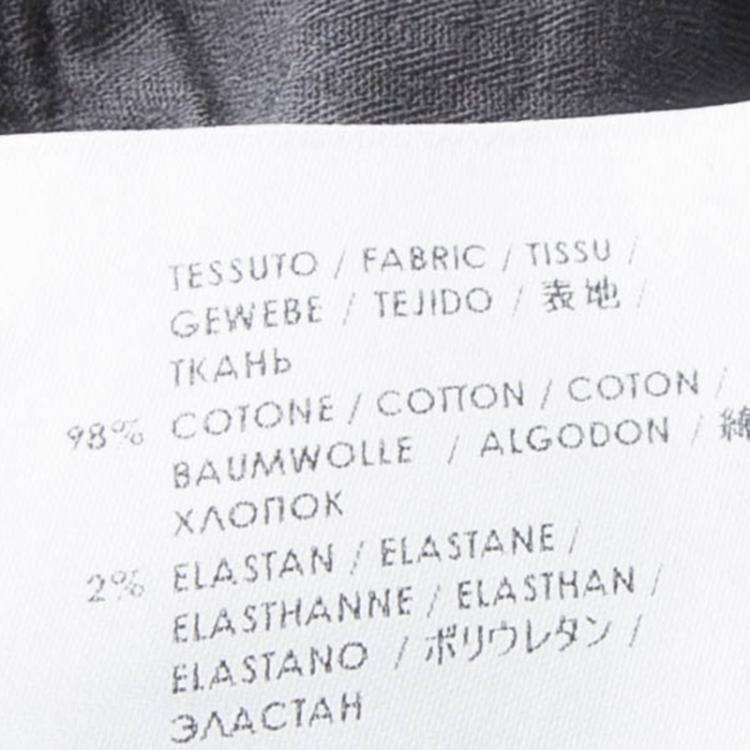 TESSUTO / FABRIC / TISSU /
GEWEBE / TEJIDO / 表地 /
ТКАНЬ
98% COTONE / COTTON / COTON /
BAUMWOLLE / ALGODON / 綿
ХЛОПОК
2% ELASTAN / ELASTANE /
ELASTHANNE / ELASTHAN /
ELASTANO / ポリウレタン /
ЭЛАСТАН